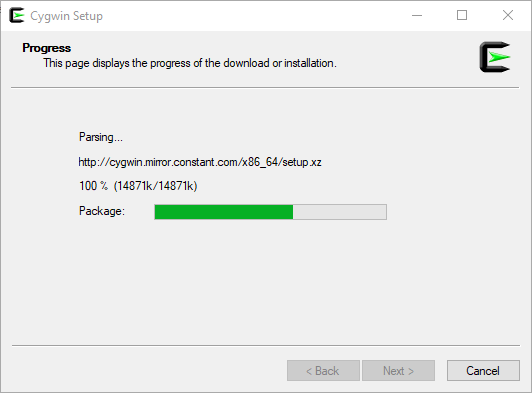 Cygwin Setup
Progress
This page displays the progress of the download or installation.
Parsing...
http://cygwin.mirror.constant.com/x86_64/setup.xz
100 % (14871k/14871k)
Package:
< Back
Next >
Cancel